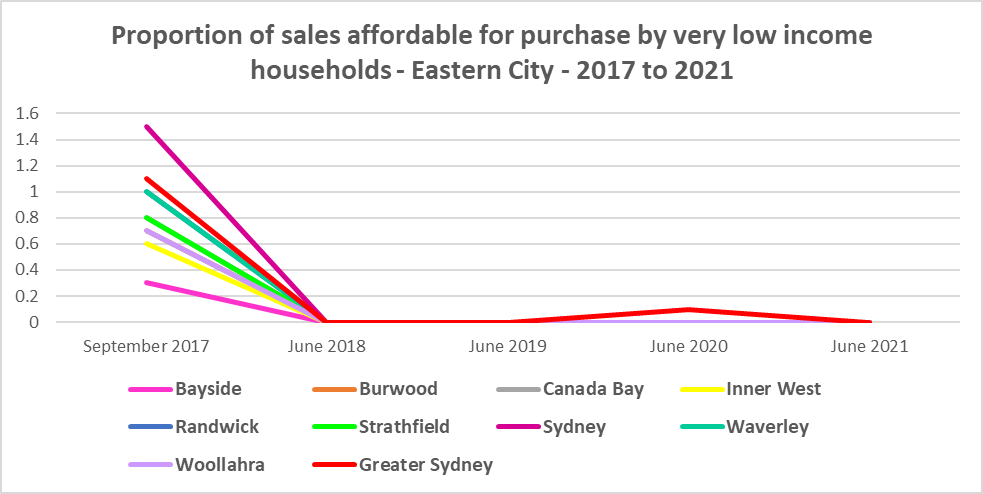 Proportion of sales affordable for purchase by very low income
households - Eastern City - 2017 to 2021
1.6
1.4
1.2
1
0.8
0.6
0.4
0.2
0
September 2017 June 2018 June 2019 June 2020 June 2021
Bayside Burwood Canada Bay Inner West
Randwick Strathfield Sydney Waverley
Woollahra Greater Sydney